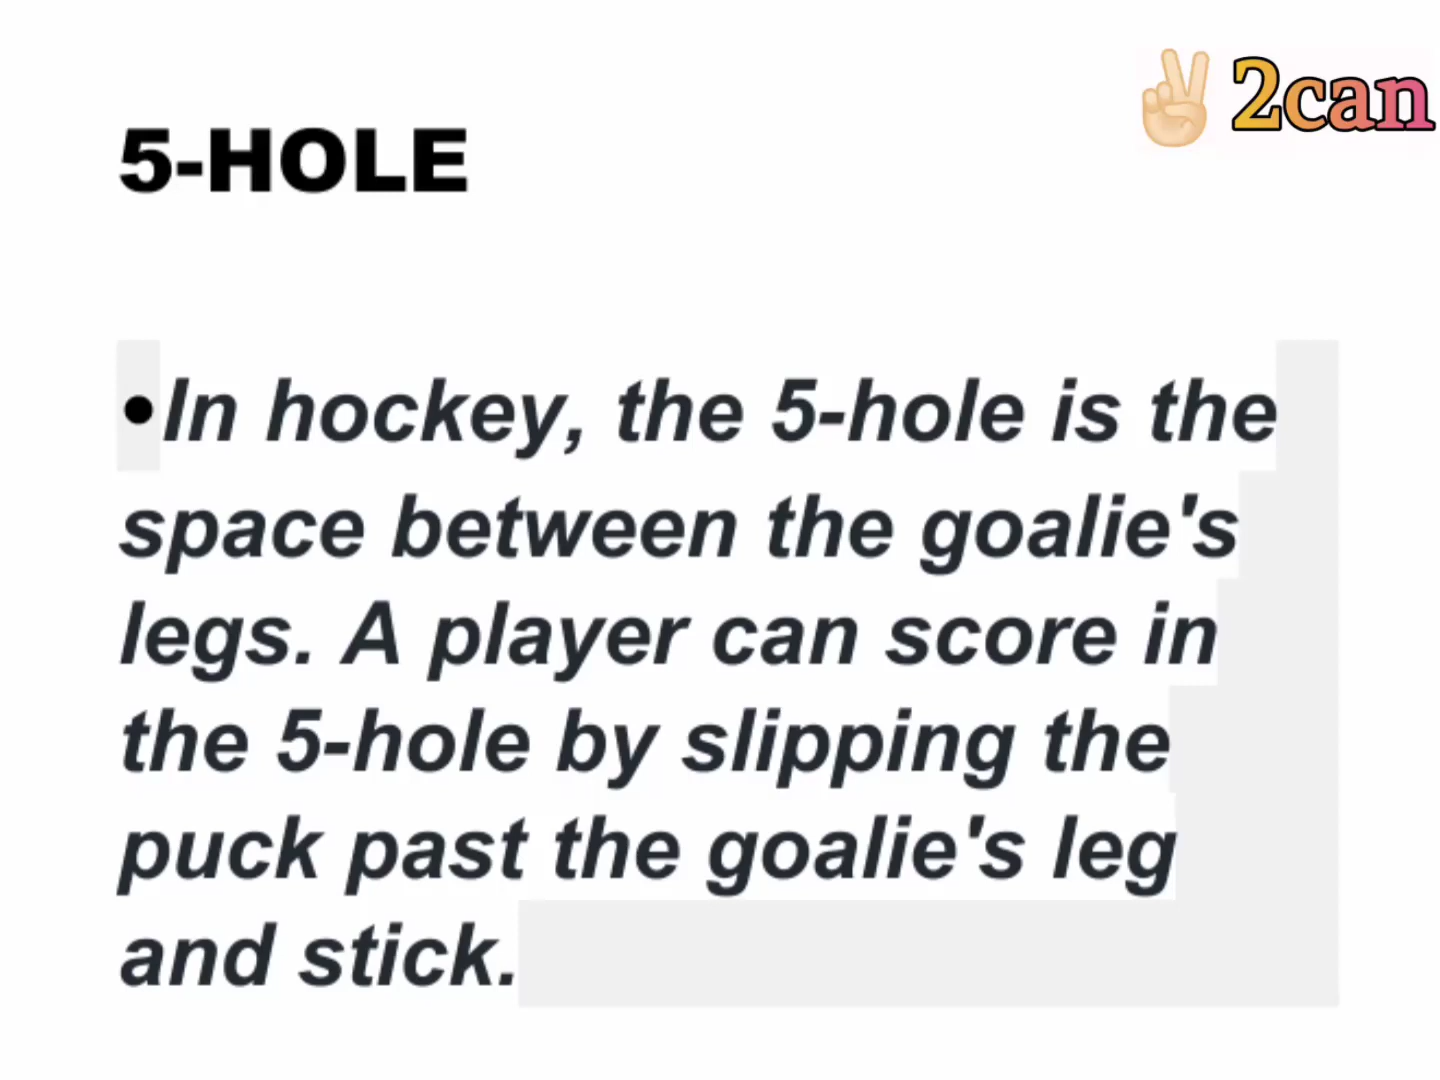 2can
5-HOLE
•In hockey, the 5-hole is the
space between the goalie's
legs. A player can score in
the 5-hole by slipping the
puck past the goalie's leg
and stick.